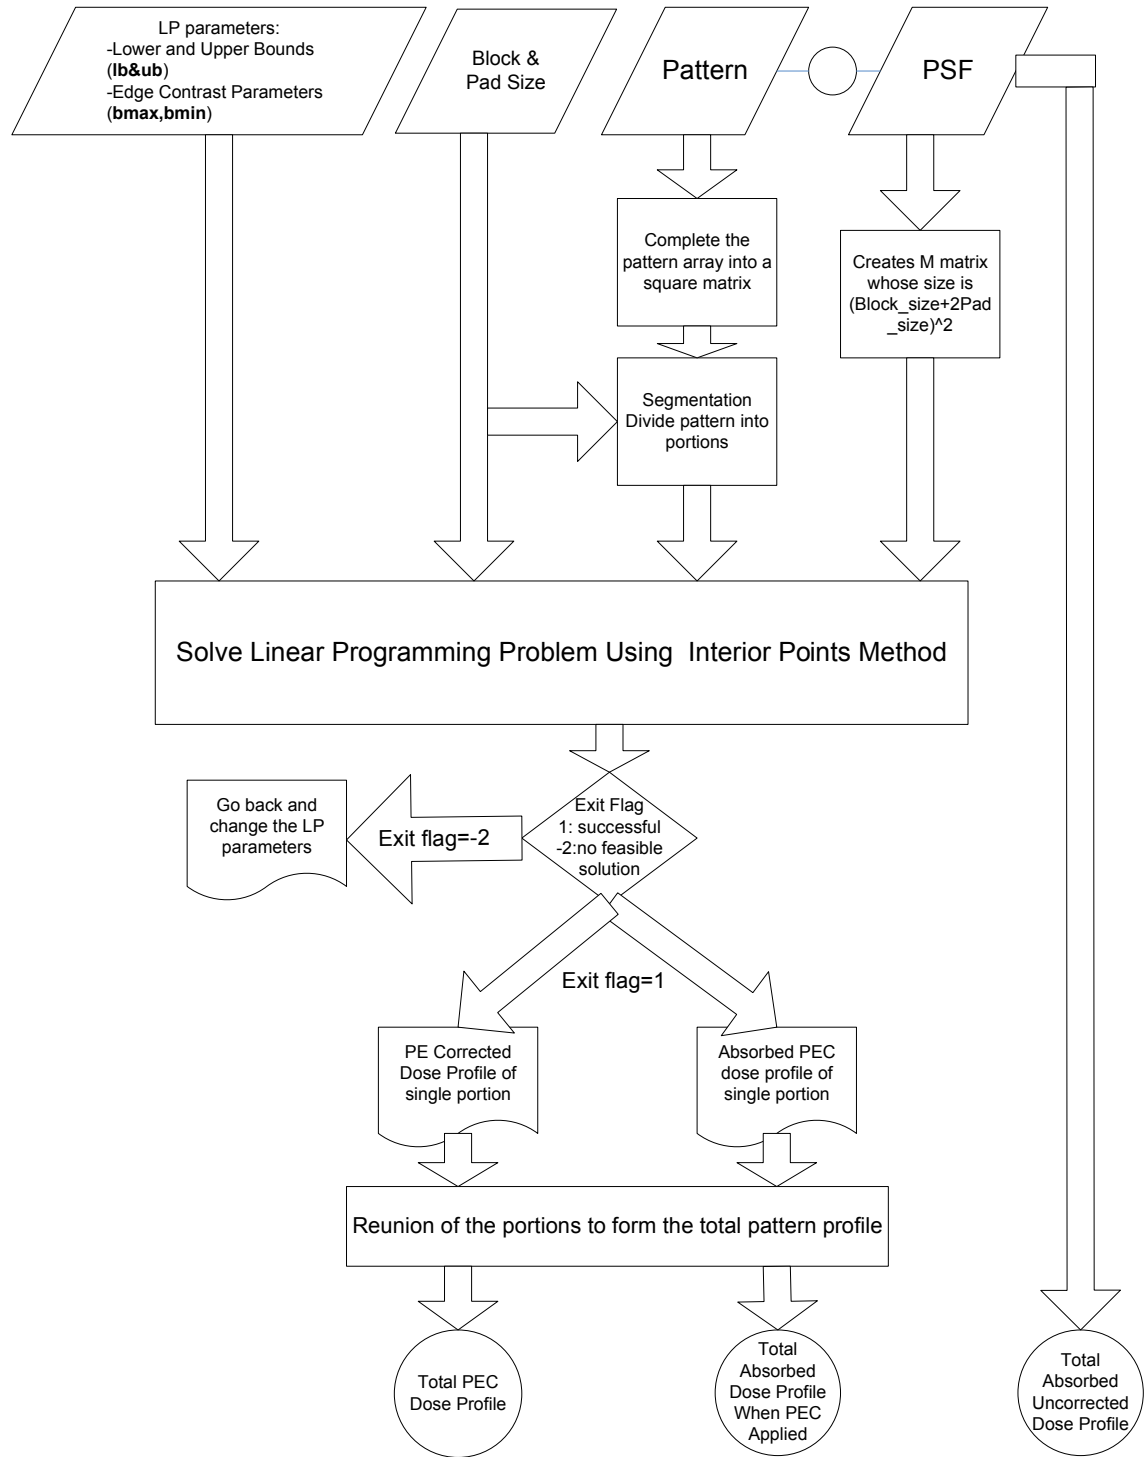 LP parameters:
-Lower and Upper Bounds
(lb&ub)
-Edge Contrast Parameters
(bmax,bmin)
Block &
Pad Size
Pattern
PSF
Complete the
pattern array into a
square matrix
Creates M matrix
whose size is
(Block_size+2Pad
_size)^2
Segmentation
Divide pattern into
portions
Solve Linear Programming Problem Using Interior Points Method
Go back and
change the LP
parameters
Exit flag=-2
Exit Flag
1: successful
-2:no feasible
solution
Exit flag=1
PE Corrected
Dose Profile of
single portion
Absorbed PEC
dose profile of
single portion
Reunion of the portions to form the total pattern profile
Total PEC
Dose Profile
Total
Absorbed
Dose Profile
When PEC
Applied
Total
Absorbed
Uncorrected
Dose Profile